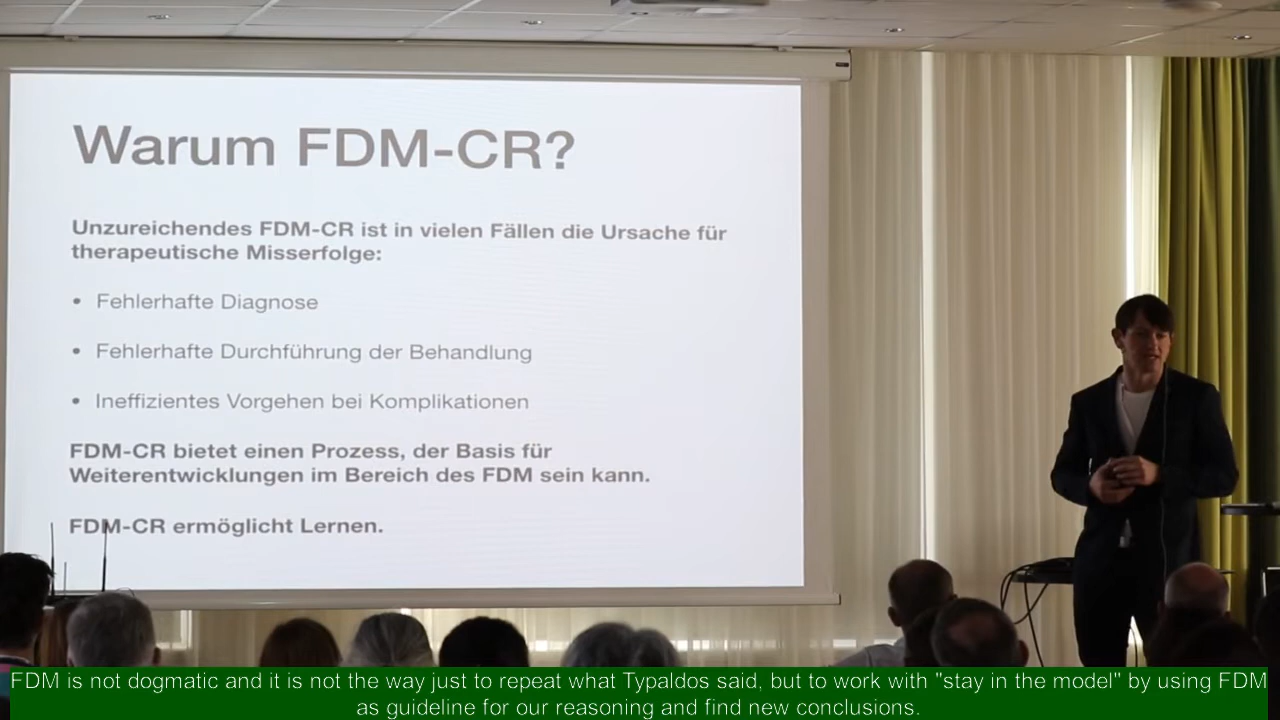 Warum FDM-CR?
Unzureichendes FDM-CR ist in vielen Fällen die Ursache für
therapeutische Misserfolge:
• Fehlerhafte Diagnose
• Fehlerhafte Durchführung der Behandlung
• Ineffizientes Vorgehen bei Komplikationen
FDM-CR bietet einen Prozess, der Basis für
Weiterentwicklungen im Bereich des FDM sein kann.
FDM-CR ermöglicht Lernen.
FDM is not dogmatic and it is not the way just to repeat what Typaldos said, but to work with "stay in the model" by using FDM
as guideline for our reasoning and find new conclusions.